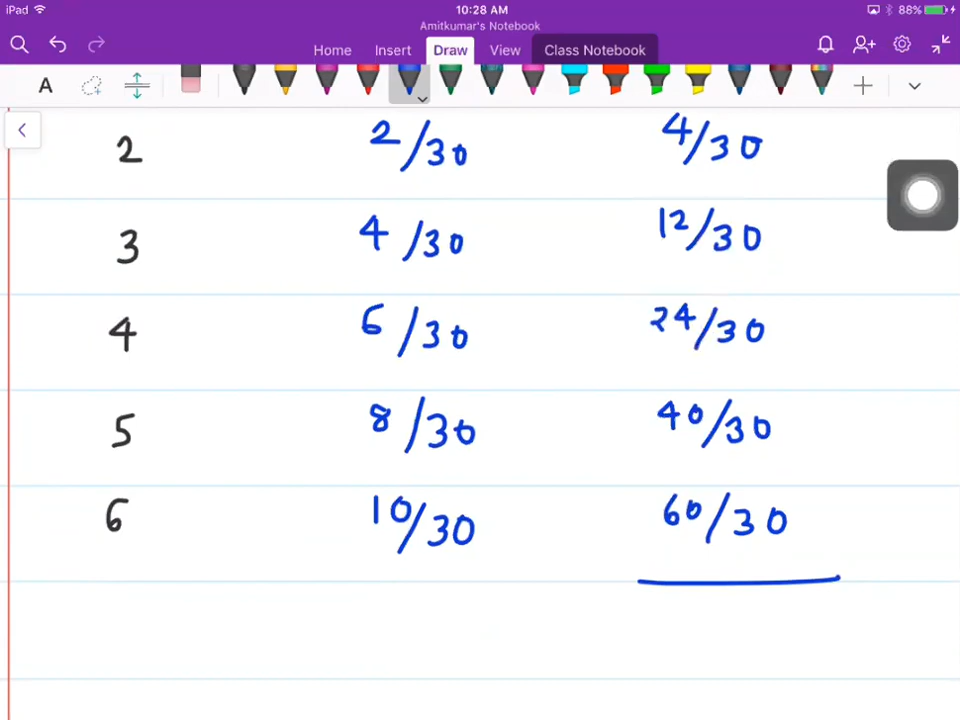 iPad 10:28 AM 88%
Amitkumar's Notebook
Home Insert Draw View Class Notebook
A
2 2/30 4/30
3 4/30 12/30
4 6/30 24/30
5 8/30 40/30
6 10/30 60/30